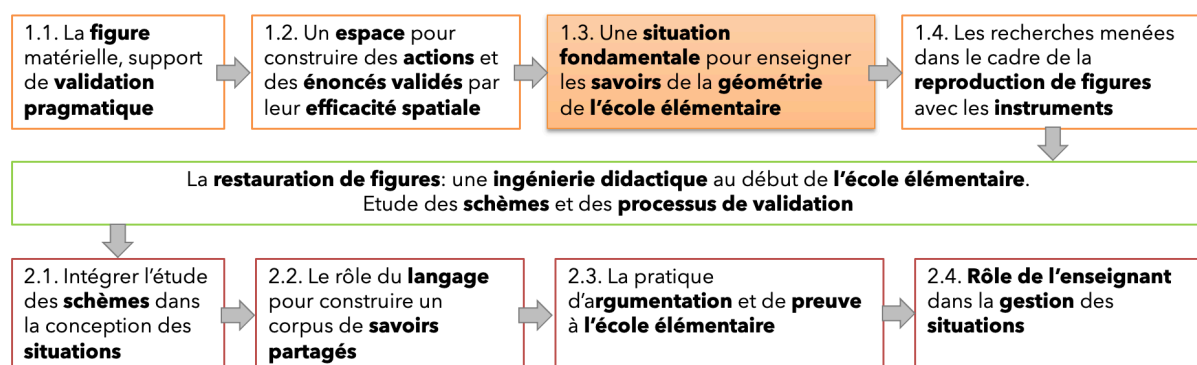 1.1. La figure
matérielle, support
de validation
pragmatique
1.2. Un espace pour
construire des actions et
des énoncés validés par
leur efficacité spatiale
1.3. Une situation
fondamentale pour enseigner
les savoirs de la géométrie
de l'école élémentaire
1.4. Les recherches menées
dans le cadre de la
reproduction de figures
avec les instruments
La restauration de figures: une ingénierie didactique au début de l'école élémentaire.
Etude des schèmes et des processus de validation
2.1. Intégrer l'étude
des schèmes dans
la conception des
situations
2.2. Le rôle du langage
pour construire un
corpus de savoirs
partagés
2.3. La pratique
d'argumentation et de preuve
à l'école élémentaire
2.4. Rôle de l'enseignant
dans la gestion des
situations